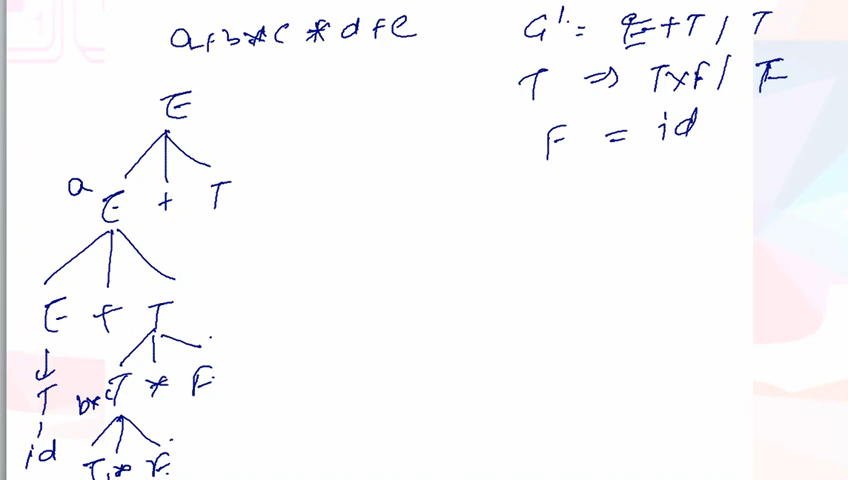 a+b*c * d+e
G': = E+T / T
T => T*F / F
F = id
E
a E + T
E + T
T b*c T * F
id T * F